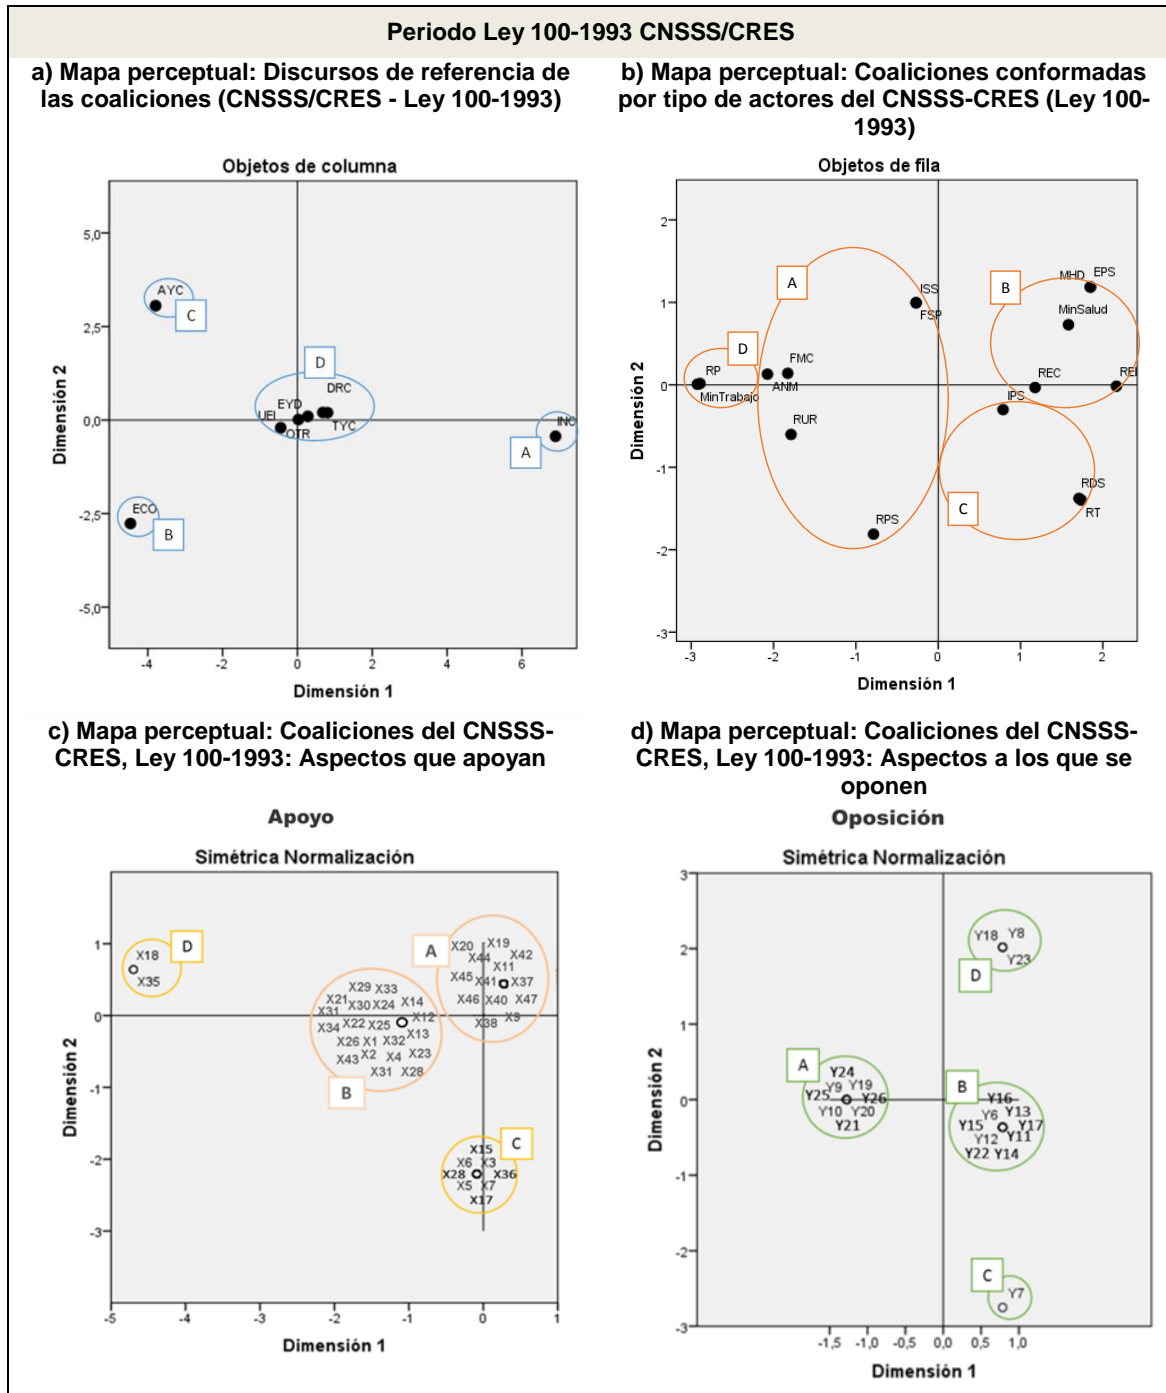 Periodo Ley 100-1993 CNSSS/CRES
a) Mapa perceptual: Discursos de referencia de
las coaliciones (CNSSS/CRES - Ley 100-1993)
b) Mapa perceptual: Coaliciones conformadas
por tipo de actores del CNSSS-CRES (Ley 100-
1993)
Objetos de columna
5,0
2,5
0,0
-2,5
-5,0
Dimensión 2
AYC
C
D
DRC
EYD
UEI
OTR
TYC
INC
A
ECO
B
-4
-2
0
2
4
6
Dimensión 1
Objetos de fila
2
1
0
-1
-2
-3
Dimensión 2
A
ISS
FSP
B
MHD
EPS
MinSalud
D
RP
FMC
MinTrabajo
ANM
REC
IPS
RUR
RDS
RT
C
RPS
-3
-2
-1
0
1
2
Dimensión 1
c) Mapa perceptual: Coaliciones del CNSSS-
CRES, Ley 100-1993: Aspectos que apoyan
d) Mapa perceptual: Coaliciones del CNSSS-
CRES, Ley 100-1993: Aspectos a los que se
oponen
Apoyo
Simétrica Normalización
1
0
-1
-2
-3
Dimensión 2
X18
D
X35
A
X20
X19
X44
X42
X11
X45
X41
X37
X46
X40
X47
X38
X9
X29
X33
X21
X30
X24
X14
X31
X12
X34
X22
X25
X13
X26
X1
X32
X43
X2
X4
X23
X31
X28
B
C
X15
X6
X3
X28
X36
X5
X7
X17
-5
-4
-3
-2
-1
0
1
Dimensión 1
Oposición
Simétrica Normalización
3
2
1
0
-1
-2
-3
Dimensión 2
Y18
Y8
Y23
D
A
Y24
Y9
Y19
Y25
Y26
Y10
Y20
Y21
B
Y16
Y6
Y13
Y15
Y17
Y12
Y11
Y22
Y14
C
Y7
-1,5
-1,0
-0,5
0,0
0,5
1,0
Dimensión 1